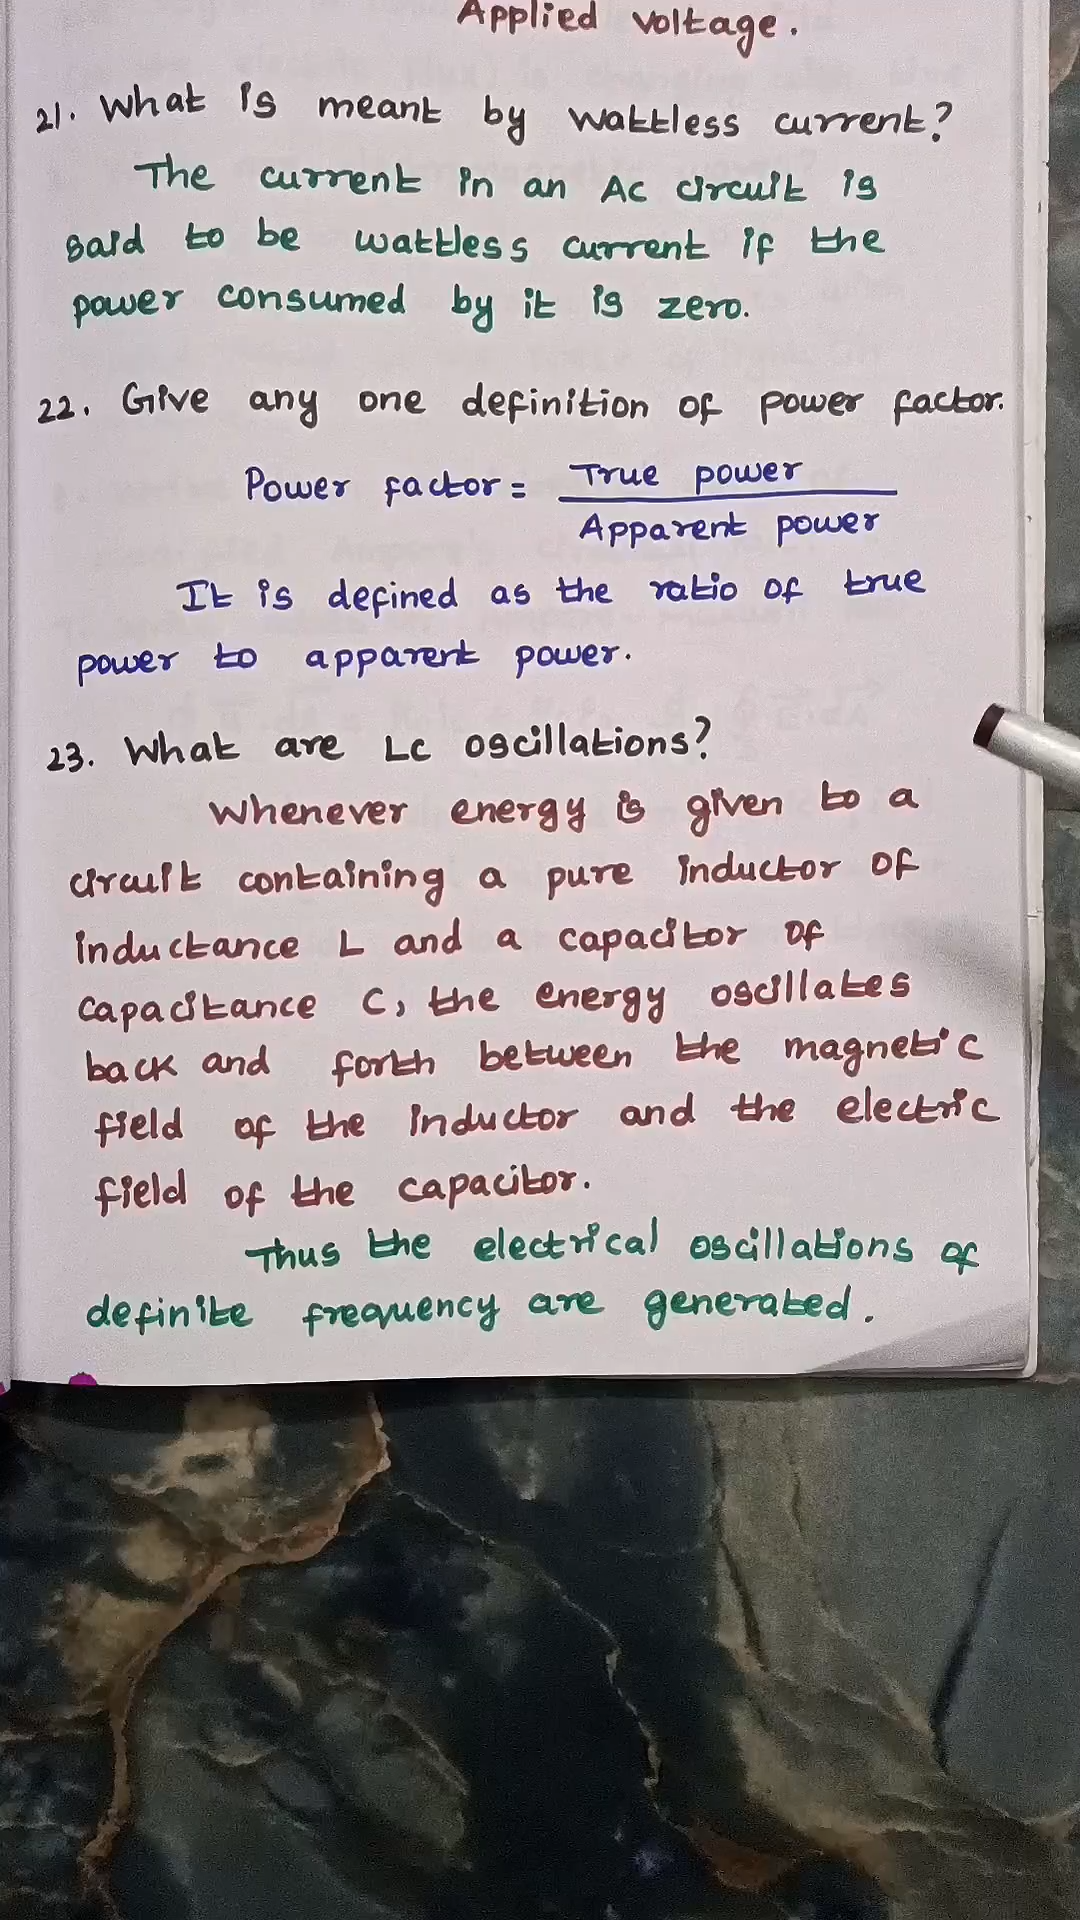 Applied voltage.
21. What is meant by wattless current?
The current in an Ac circuit is
said to be wattless current if the
power consumed by it is zero.
22. Give any one definition of power factor.
Power factor = True power
Apparent power
It is defined as the ratio of true
power to apparent power.
23. What are LC oscillations?
Whenever energy is given to a
circuit containing a pure inductor of
inductance L and a capacitor of
capacitance C, the energy oscillates
back and forth between the magnetic
field of the inductor and the electric
field of the capacitor.
Thus the electrical oscillations of
definite frequency are generated.